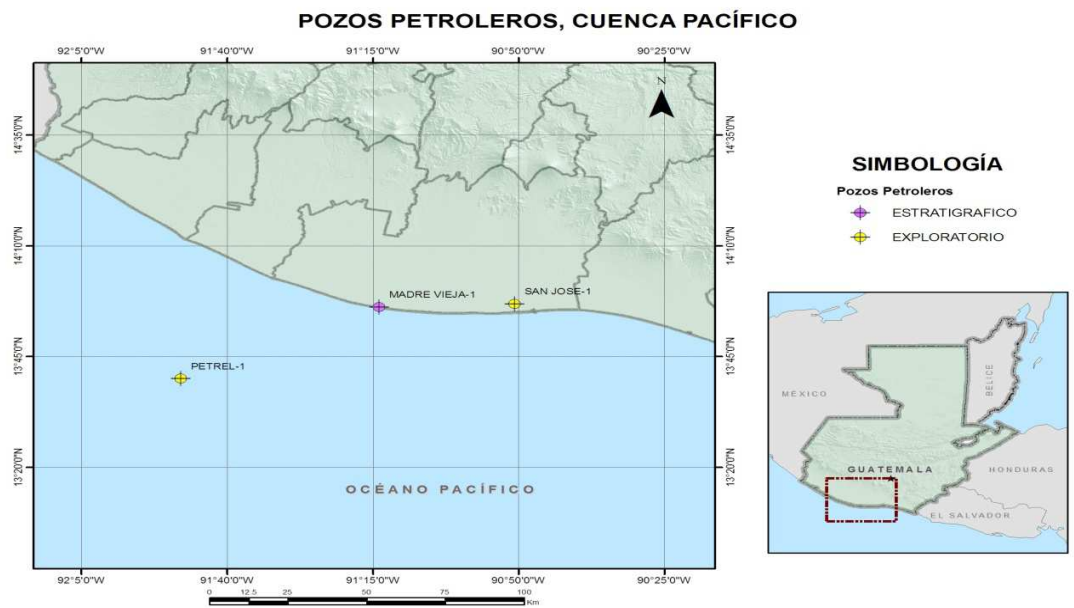 POZOS PETROLEROS, CUENCA PACÍFICO
92°5'0"W 91°40'0"W 91°15'0"W 90°50'0"W 90°25'0"W
N
14°35'0"N 14°35'0"N
14°10'0"N 14°10'0"N
MADRE VIEJA-1 SAN JOSE-1
13°45'0"N 13°45'0"N
PETREL-1
13°20'0"N 13°20'0"N
OCÉANO PACÍFICO
92°5'0"W 91°40'0"W 91°15'0"W 90°50'0"W 90°25'0"W
0 12.5 25 50 75 100
Km
SIMBOLOGÍA
Pozos Petroleros
ESTRATIGRAFICO
EXPLORATORIO
MÉXICO
BELICE
GUATEMALA
HONDURAS
EL SALVADOR